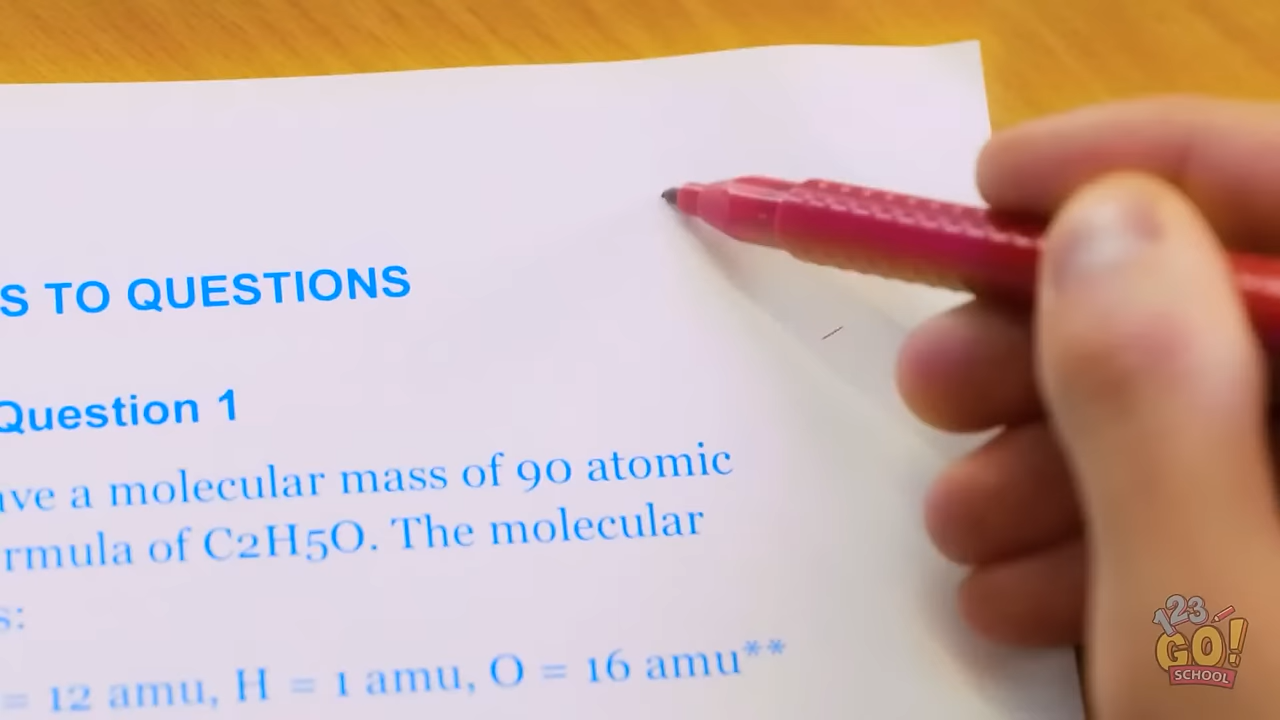 S TO QUESTIONS
Question 1
ave a molecular mass of 90 atomic
rmula of C2H5O. The molecular
s:
= 12 amu, H = 1 amu, O = 16 amu**
123
GO!
SCHOOL